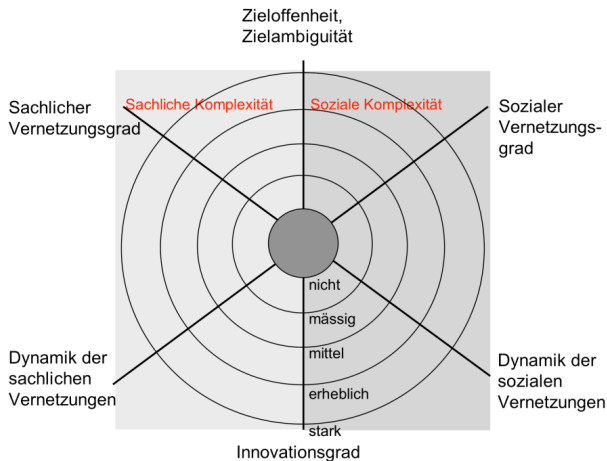 Zieloffenheit,
Zielambiguität
Sachliche Komplexität
Soziale Komplexität
Sachlicher
Vernetzungsgrad
Sozialer
Vernetzungs-
grad
nicht
mässig
mittel
erheblich
stark
Dynamik der
sachlichen
Vernetzungen
Dynamik der
sozialen
Vernetzungen
Innovationsgrad